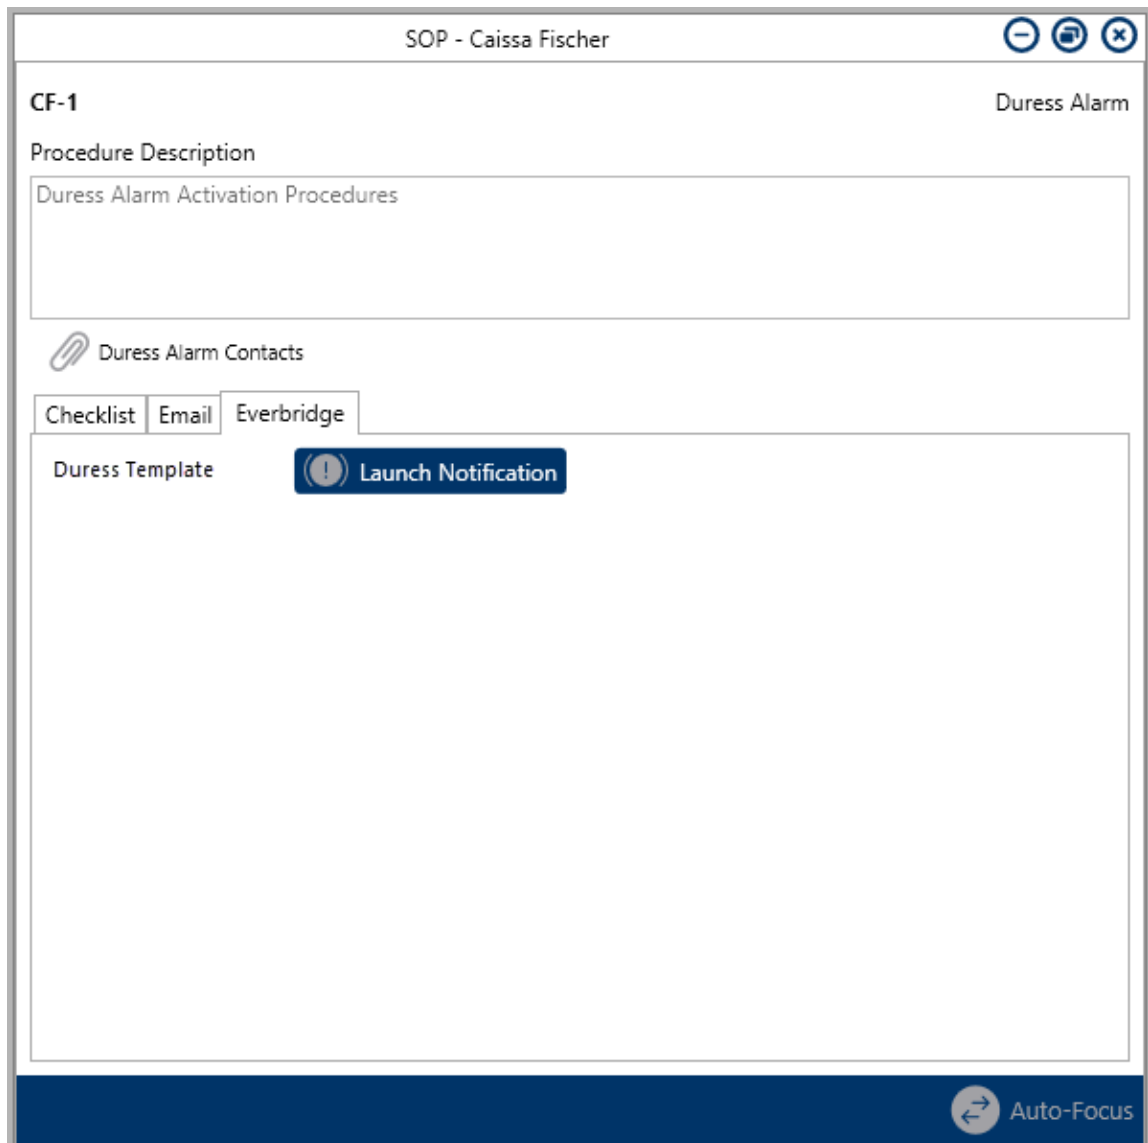 SOP - Caissa Fischer
CF-1 Duress Alarm
Procedure Description
Duress Alarm Activation Procedures
Duress Alarm Contacts
Checklist Email Everbridge
Duress Template Launch Notification
Auto-Focus